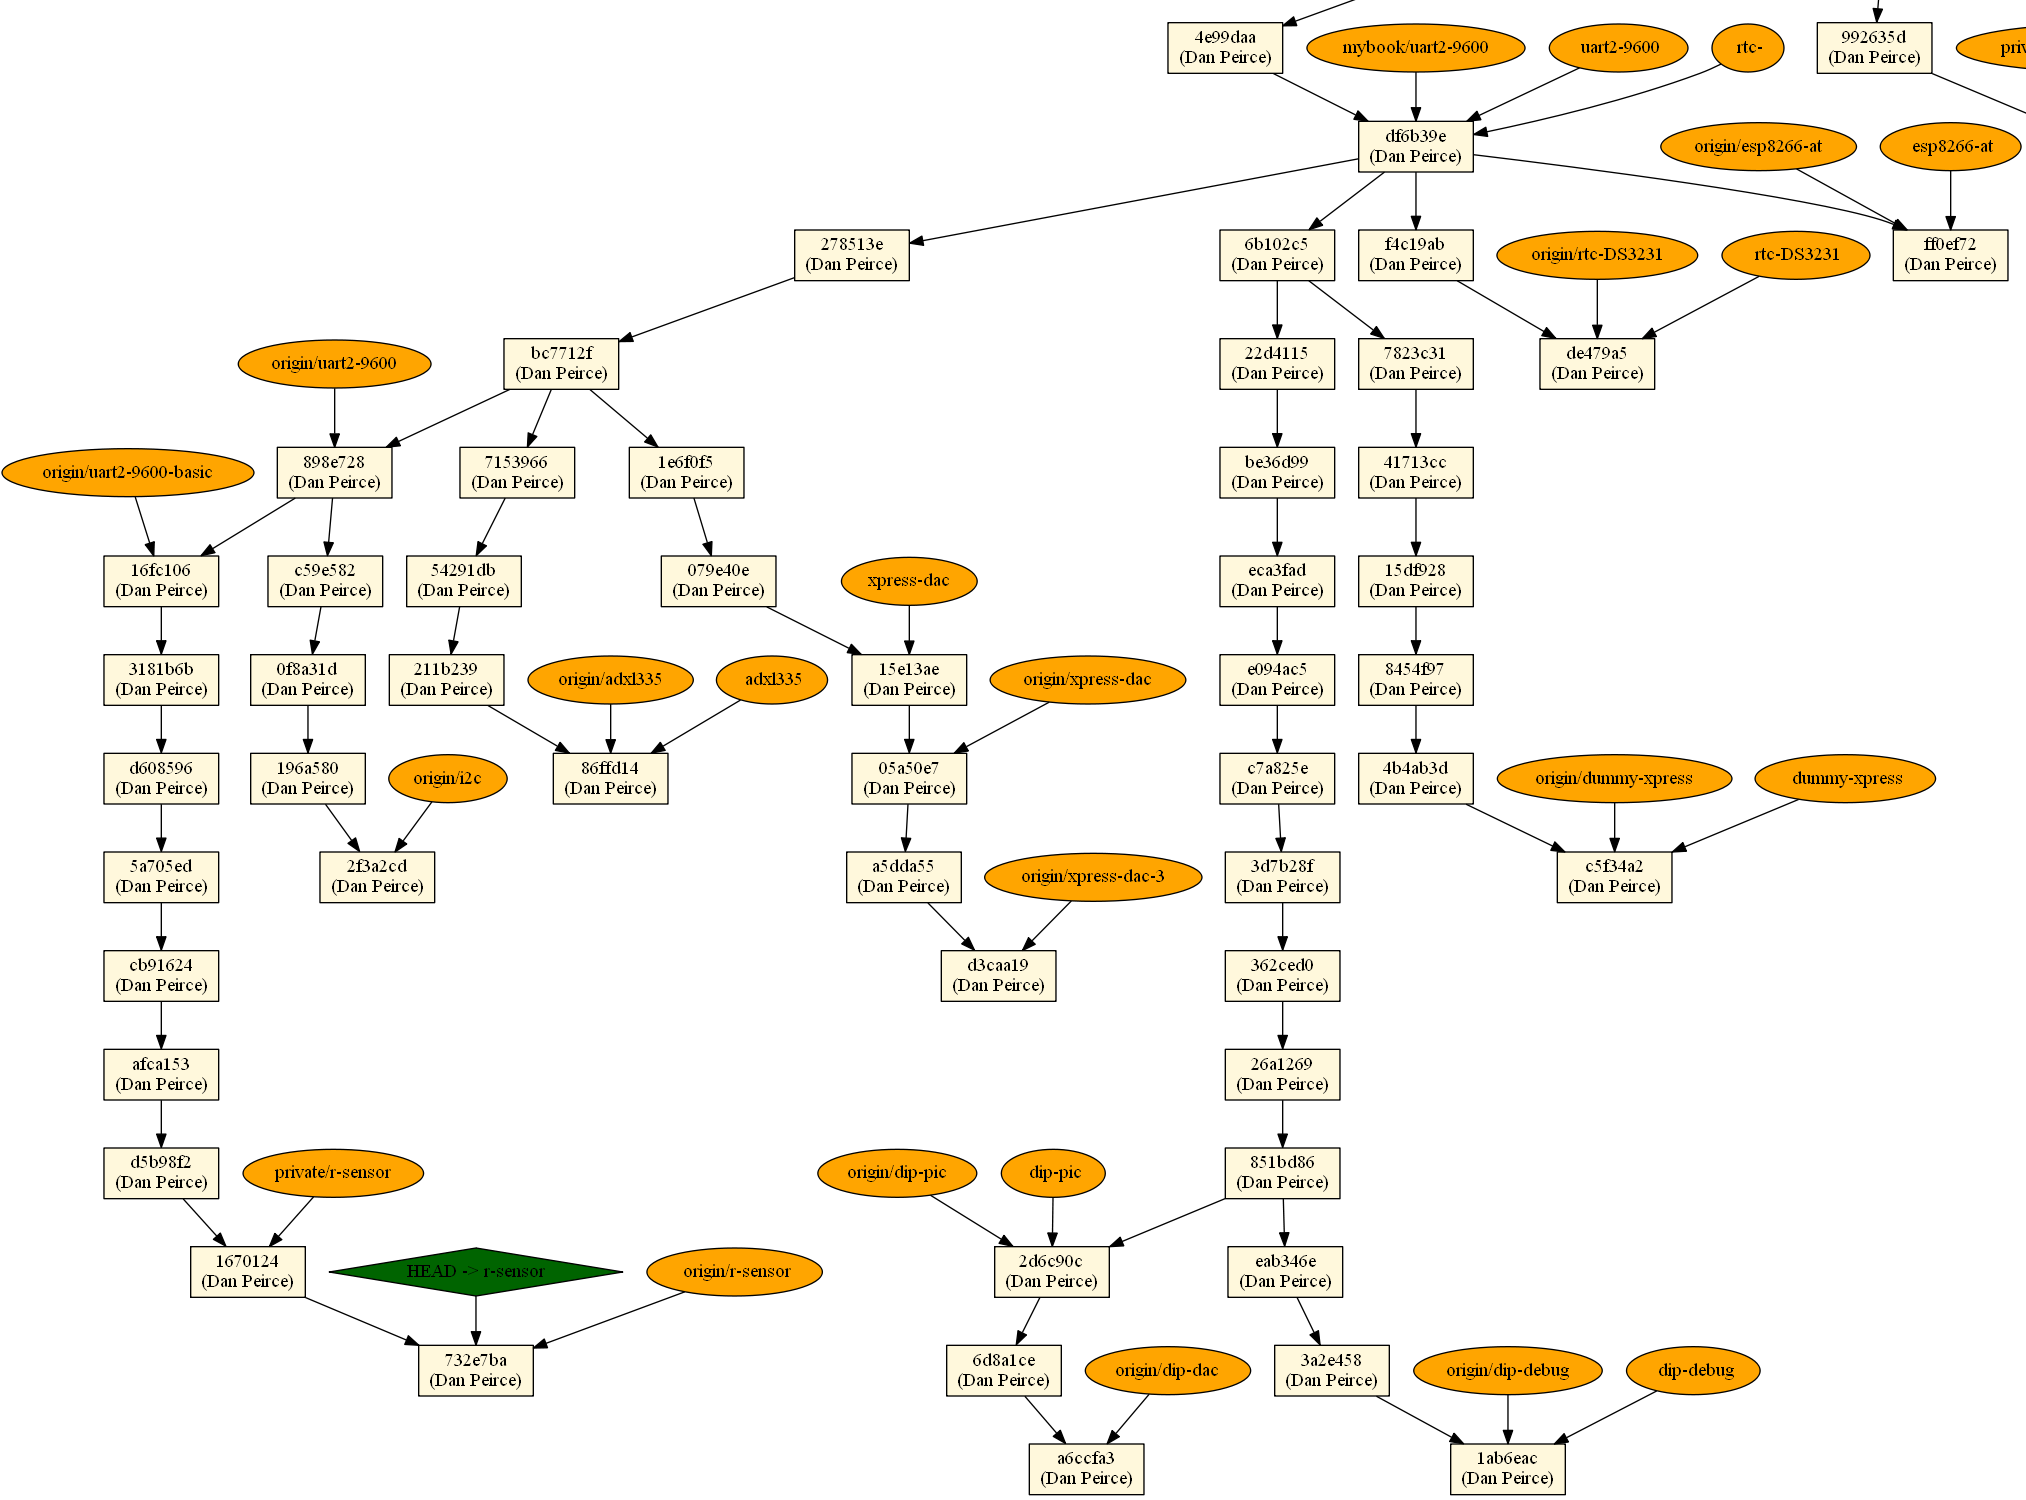 4e99daa
(Dan Peirce)
mybook/uart2-9600
uart2-9600
rtc-
992635d
(Dan Peirce)
df6b39e
(Dan Peirce)
origin/esp8266-at
esp8266-at
278513e
(Dan Peirce)
6b102c5
(Dan Peirce)
f4c19ab
(Dan Peirce)
origin/rtc-DS3231
rtc-DS3231
ff0ef72
(Dan Peirce)
origin/uart2-9600
bc7712f
(Dan Peirce)
22d4115
(Dan Peirce)
7823c31
(Dan Peirce)
de479a5
(Dan Peirce)
origin/uart2-9600-basic
898e728
(Dan Peirce)
7153966
(Dan Peirce)
1e6f0f5
(Dan Peirce)
be36d99
(Dan Peirce)
41713cc
(Dan Peirce)
16fc106
(Dan Peirce)
c59e582
(Dan Peirce)
54291db
(Dan Peirce)
079e40e
(Dan Peirce)
xpress-dac
eca3fad
(Dan Peirce)
15df928
(Dan Peirce)
3181b6b
(Dan Peirce)
0f8a31d
(Dan Peirce)
211b239
(Dan Peirce)
origin/adxl335
adxl335
15e13ae
(Dan Peirce)
origin/xpress-dac
e094ac5
(Dan Peirce)
8454f97
(Dan Peirce)
d608596
(Dan Peirce)
196a580
(Dan Peirce)
origin/i2c
86ffd14
(Dan Peirce)
05a50e7
(Dan Peirce)
c7a825e
(Dan Peirce)
4b4ab3d
(Dan Peirce)
origin/dummy-xpress
dummy-xpress
5a705ed
(Dan Peirce)
2f3a2cd
(Dan Peirce)
a5dda55
(Dan Peirce)
origin/xpress-dac-3
3d7b28f
(Dan Peirce)
c5f34a2
(Dan Peirce)
cb91624
(Dan Peirce)
d3caa19
(Dan Peirce)
362ced0
(Dan Peirce)
afca153
(Dan Peirce)
26a1269
(Dan Peirce)
d5b98f2
(Dan Peirce)
private/r-sensor
origin/dip-pic
dip-pic
851bd86
(Dan Peirce)
1670124
(Dan Peirce)
HEAD -> r-sensor
origin/r-sensor
2d6c90c
(Dan Peirce)
eab346e
(Dan Peirce)
732e7ba
(Dan Peirce)
6d8a1ce
(Dan Peirce)
origin/dip-dac
3a2e458
(Dan Peirce)
origin/dip-debug
dip-debug
a6ccfa3
(Dan Peirce)
1ab6eac
(Dan Peirce)